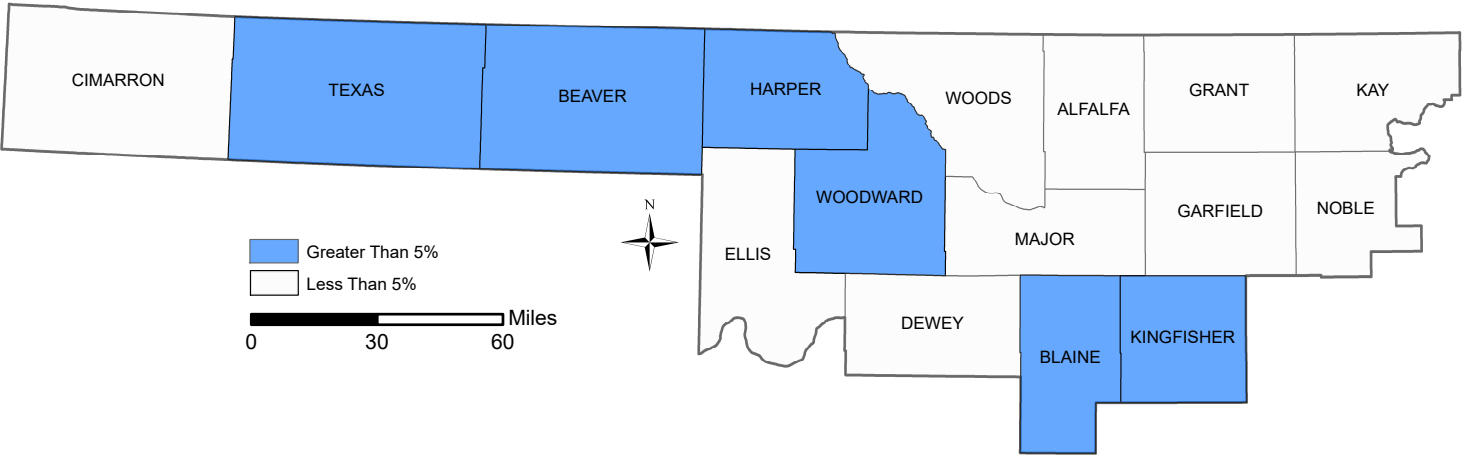 CIMARRON
TEXAS
BEAVER
HARPER
WOODS
ALFALFA
GRANT
KAY
WOODWARD
ELLIS
MAJOR
GARFIELD
NOBLE
DEWEY
BLAINE
KINGFISHER
N
Greater Than 5%
Less Than 5%
Miles
0 30 60